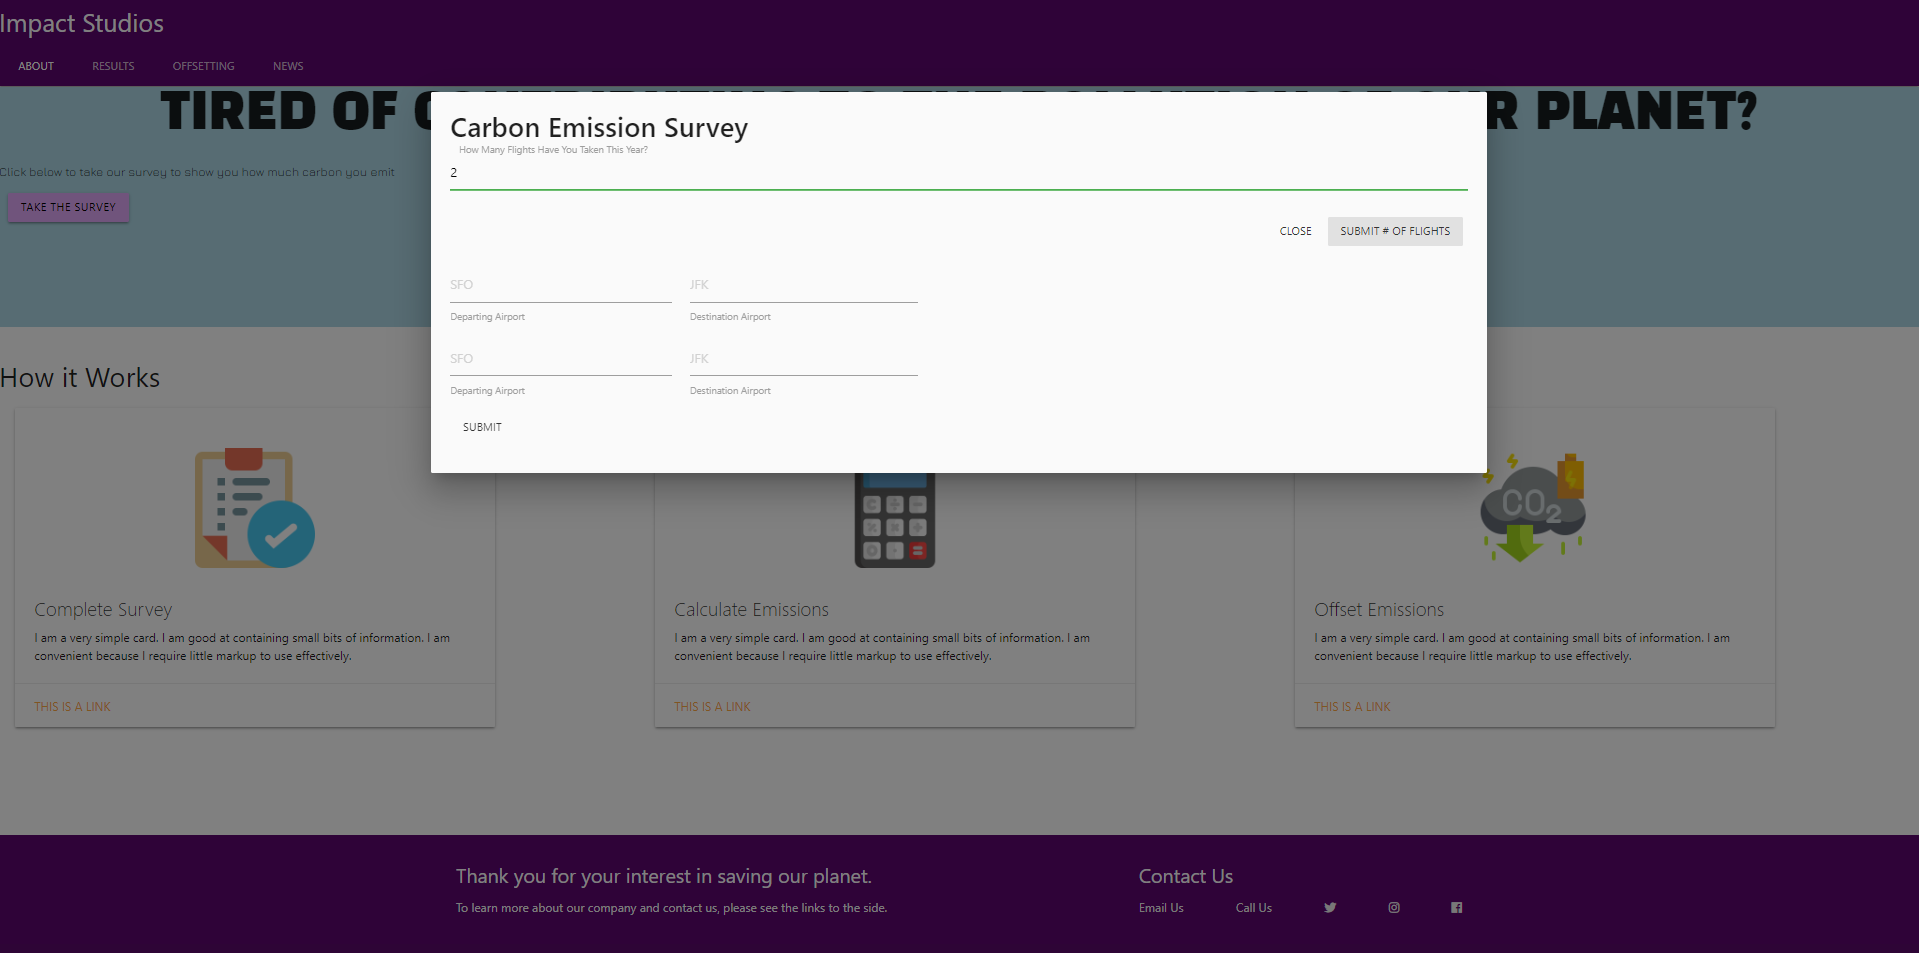 Impact Studios
ABOUT RESULTS OFFSETTING NEWS
TIRED OF PLANET?
Click below to take our survey to show you how much carbon you emit
TAKE THE SURVEY
Carbon Emission Survey
How Many Flights Have You Taken This Year?
2
CLOSE SUBMIT # OF FLIGHTS
SFO JFK
Departing Airport Destination Airport
SFO JFK
Departing Airport Destination Airport
SUBMIT
How it Works
CO2
Complete Survey
I am a very simple card. I am good at containing small bits of information. I am
convenient because I require little markup to use effectively.
THIS IS A LINK
Calculate Emissions
I am a very simple card. I am good at containing small bits of information. I am
convenient because I require little markup to use effectively.
THIS IS A LINK
Offset Emissions
I am a very simple card. I am good at containing small bits of information. I am
convenient because I require little markup to use effectively.
THIS IS A LINK
Thank you for your interest in saving our planet.
To learn more about our company and contact us, please see the links to the side.
Contact Us
Email Us Call Us